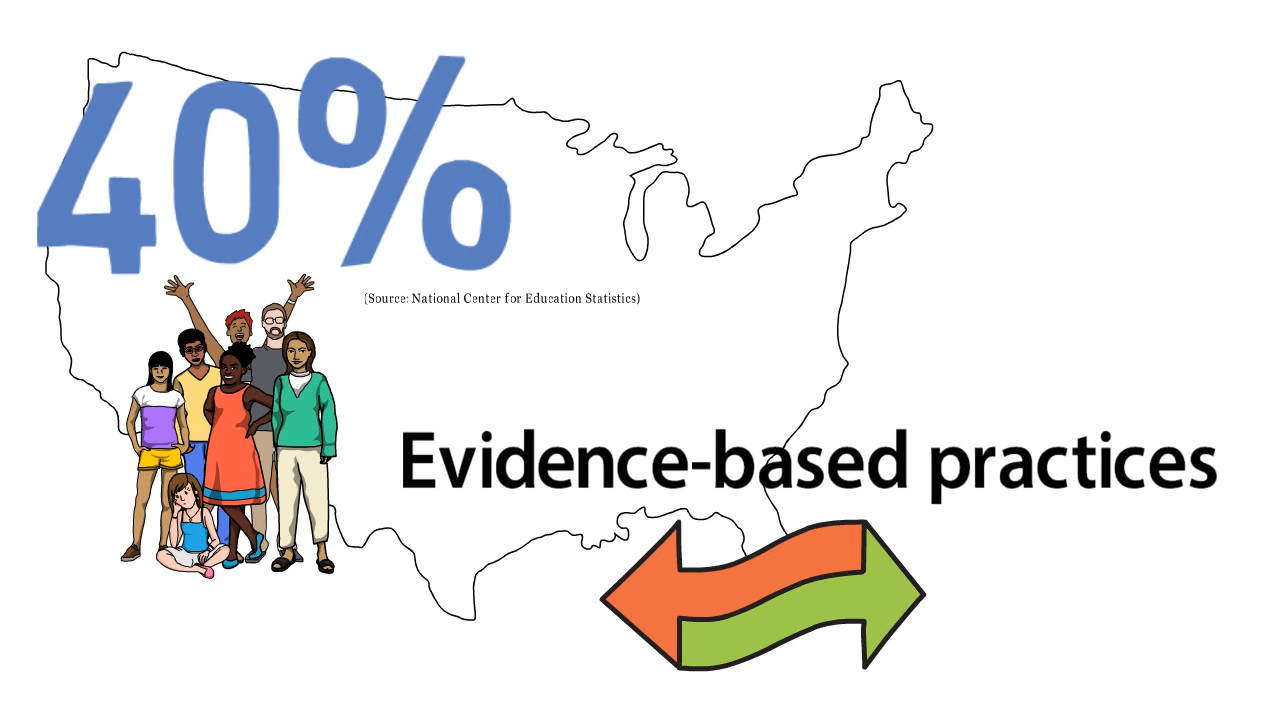 40%
(Source: National Center for Education Statistics)
Evidence-based practices